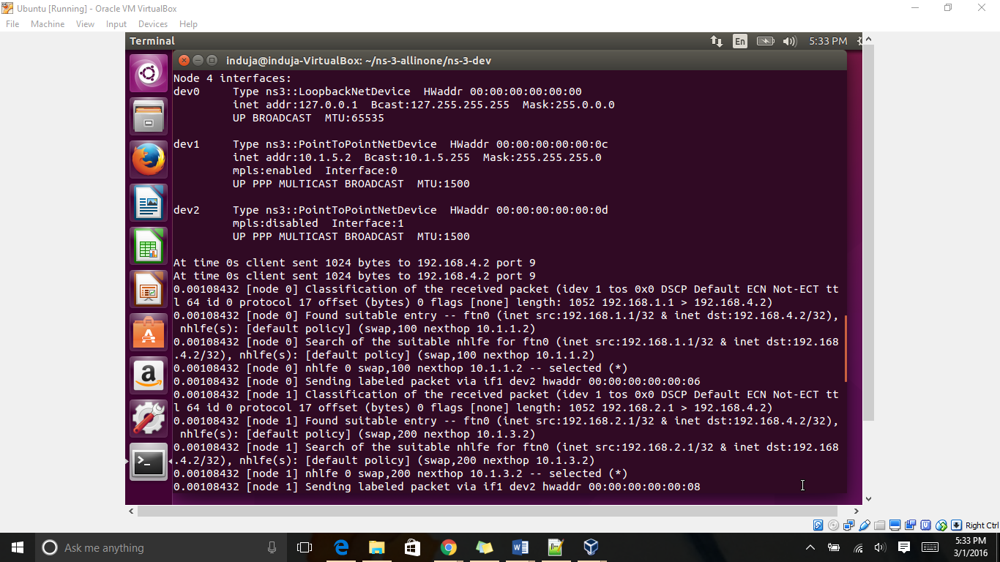 Ubuntu [Running] - Oracle VM VirtualBox
File Machine View Input Devices Help
Terminal
En
5:33 PM
induja@induja-VirtualBox: ~/ns-3-allinone/ns-3-dev
Node 4 interfaces:
dev0     Type ns3::LoopbackNetDevice  HWaddr 00:00:00:00:00:00
         inet addr:127.0.0.1  Bcast:127.255.255.255  Mask:255.0.0.0
         UP BROADCAST  MTU:65535
dev1     Type ns3::PointToPointNetDevice  HWaddr 00:00:00:00:00:0c
         inet addr:10.1.5.2  Bcast:10.1.5.255  Mask:255.255.255.0
         mpls:enabled  Interface:0
         UP PPP MULTICAST BROADCAST  MTU:1500
dev2     Type ns3::PointToPointNetDevice  HWaddr 00:00:00:00:00:0d
         mpls:disabled  Interface:1
         UP PPP MULTICAST BROADCAST  MTU:1500
At time 0s client sent 1024 bytes to 192.168.4.2 port 9
At time 0s client sent 1024 bytes to 192.168.4.2 port 9
0.00108432 [node 0] Classification of the received packet (idev 1 tos 0x0 DSCP Default ECN Not-ECT tt
l 64 id 0 protocol 17 offset (bytes) 0 flags [none] length: 1052 192.168.1.1 > 192.168.4.2)
0.00108432 [node 0] Found suitable entry -- ftn0 (inet src:192.168.1.1/32 & inet dst:192.168.4.2/32),
 nhlfe(s): [default policy] (swap,100 nexthop 10.1.1.2)
0.00108432 [node 0] Search of the suitable nhlfe for ftn0 (inet src:192.168.1.1/32 & inet dst:192.168
.4.2/32), nhlfe(s): [default policy] (swap,100 nexthop 10.1.1.2)
0.00108432 [node 0] nhlfe 0 swap,100 nexthop 10.1.1.2 -- selected (*)
0.00108432 [node 0] Sending labeled packet via if1 dev2 hwaddr 00:00:00:00:00:06
0.00108432 [node 1] Classification of the received packet (idev 1 tos 0x0 DSCP Default ECN Not-ECT tt
l 64 id 0 protocol 17 offset (bytes) 0 flags [none] length: 1052 192.168.2.1 > 192.168.4.2)
0.00108432 [node 1] Found suitable entry -- ftn0 (inet src:192.168.2.1/32 & inet dst:192.168.4.2/32),
 nhlfe(s): [default policy] (swap,200 nexthop 10.1.3.2)
0.00108432 [node 1] Search of the suitable nhlfe for ftn0 (inet src:192.168.2.1/32 & inet dst:192.168
.4.2/32), nhlfe(s): [default policy] (swap,200 nexthop 10.1.3.2)
0.00108432 [node 1] nhlfe 0 swap,200 nexthop 10.1.3.2 -- selected (*)
0.00108432 [node 1] Sending labeled packet via if1 dev2 hwaddr 00:00:00:00:00:08
Right Ctrl
Ask me anything
5:33 PM
3/1/2016